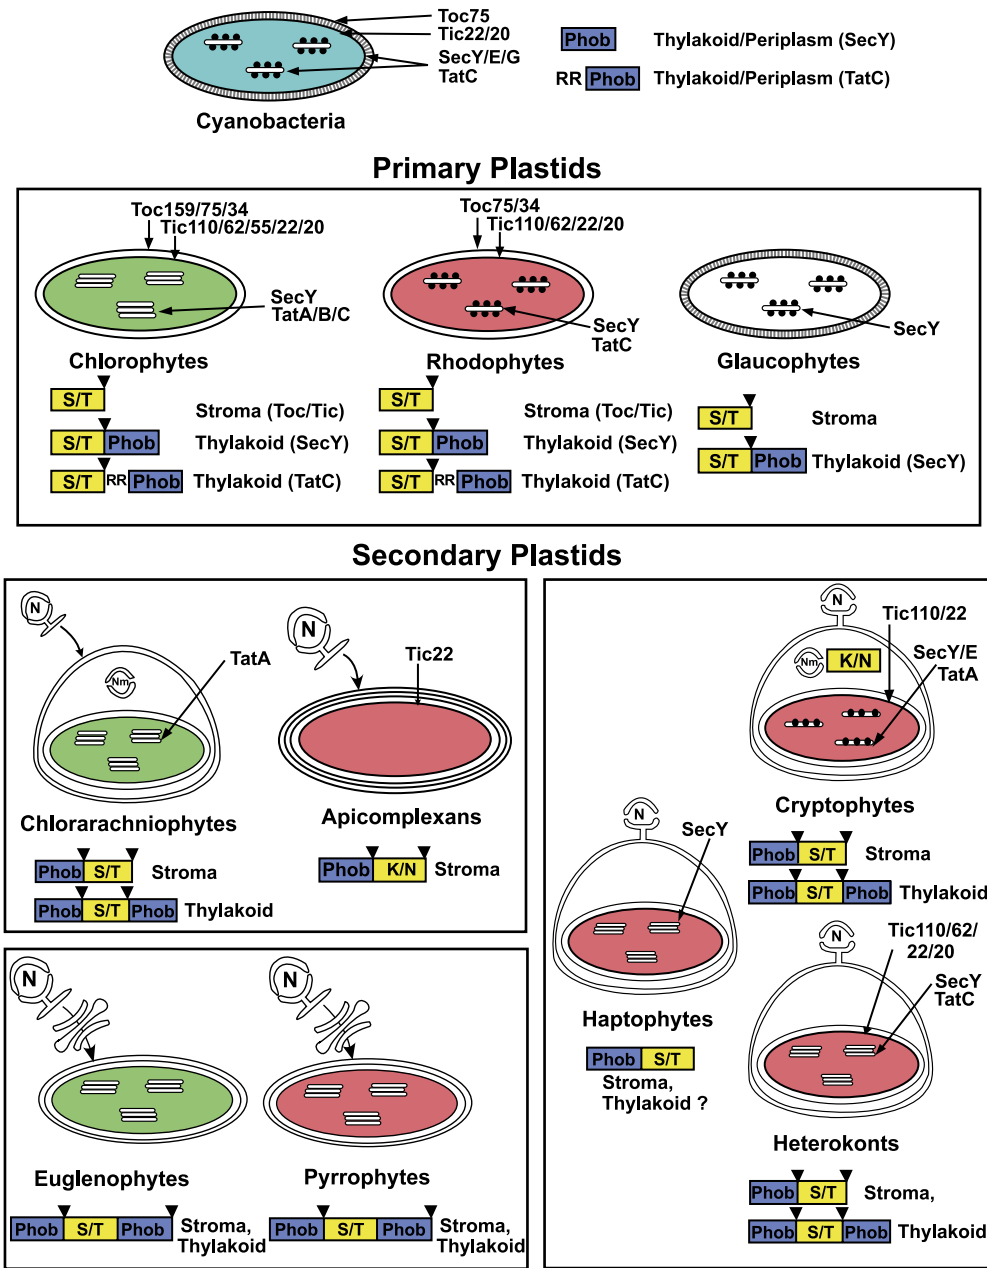 Toc75
Tic22/20
SecY/E/G
TatC
Cyanobacteria
Phob Thylakoid/Periplasm (SecY)
RR Phob Thylakoid/Periplasm (TatC)
Primary Plastids
Toc159/75/34
Tic110/62/55/22/20
SecY
TatA/B/C
Chlorophytes
S/T Stroma (Toc/Tic)
S/T Phob Thylakoid (SecY)
S/T RR Phob Thylakoid (TatC)
Toc75/34
Tic110/62/22/20
SecY
TatC
Rhodophytes
S/T Stroma (Toc/Tic)
S/T Phob Thylakoid (SecY)
S/T RR Phob Thylakoid (TatC)
SecY
Glaucophytes
S/T Stroma
S/T Phob Thylakoid (SecY)
Secondary Plastids
N
Nm
TatA
Chlorarachniophytes
Phob S/T Stroma
Phob S/T Phob Thylakoid
N
Tic22
Apicomplexans
Phob K/N Stroma
N
Euglenophytes
Phob S/T Phob Stroma,
Thylakoid
N
Pyrrophytes
Phob S/T Phob Stroma,
Thylakoid
N
SecY
Haptophytes
Phob S/T
Stroma,
Thylakoid ?
N
Tic110/22
Nm K/N
SecY/E
TatA
Cryptophytes
Phob S/T Stroma
Phob S/T Phob Thylakoid
N
Tic110/62/
22/20
SecY
TatC
Heterokonts
Phob S/T Stroma,
Phob S/T Phob Thylakoid